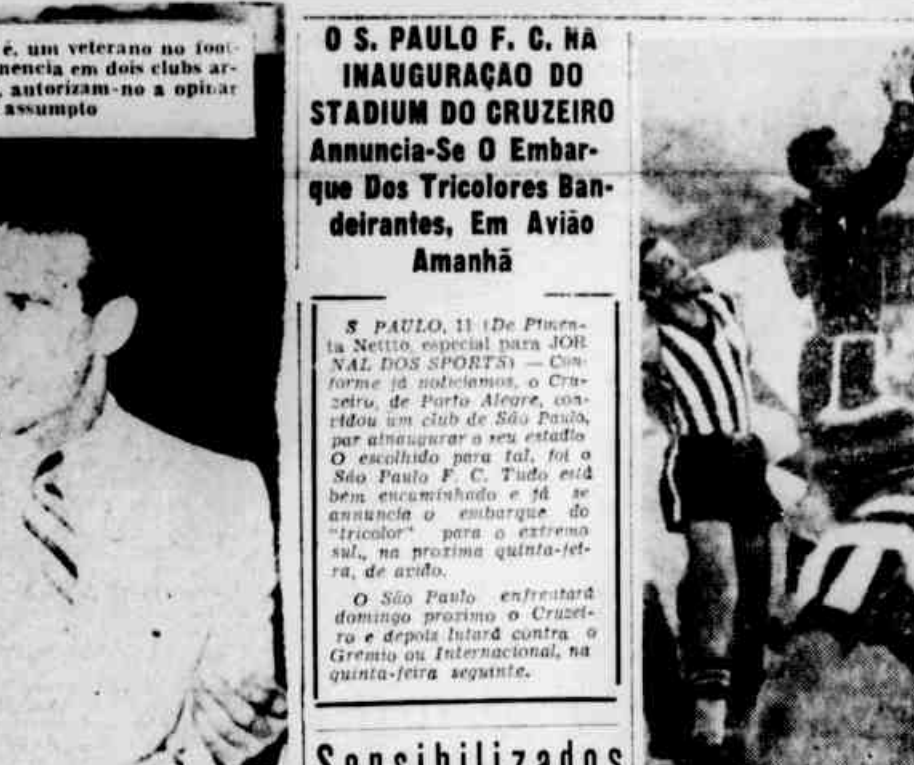 é, um veterano no foot-
nencia em dois clubs ar-
, autorizam-no a opinar
assumpto
O S. PAULO F. C. NA
INAUGURAÇAO DO
STADIUM DO CRUZEIRO
Annuncia-Se O Embar-
que Dos Tricolores Ban-
deirantes, Em Avião
Amanhã
S PAULO, 11 (De Pimen-
ta Nettto, especial para JOR
NAL DOS SPORTS) — Con-
forme já noticiamos, o Cru-
zeiro, de Porto Alegre, con-
vidou um club de São Paulo,
par ainaugurar o seu estadio
O escolhido para tal, foi o
São Paulo F. C. Tudo está
bem encaminhado e já se
annuncia o embarque do
"tricolor" para o extremo
sul., na proxima quinta-fei-
ra, de avião.
O São Paulo enfrentará
domingo proximo o Cruzei-
ro e depois lutará contra o
Gremio ou Internacional, na
quinta-feira seguinte.
Sensibilizados